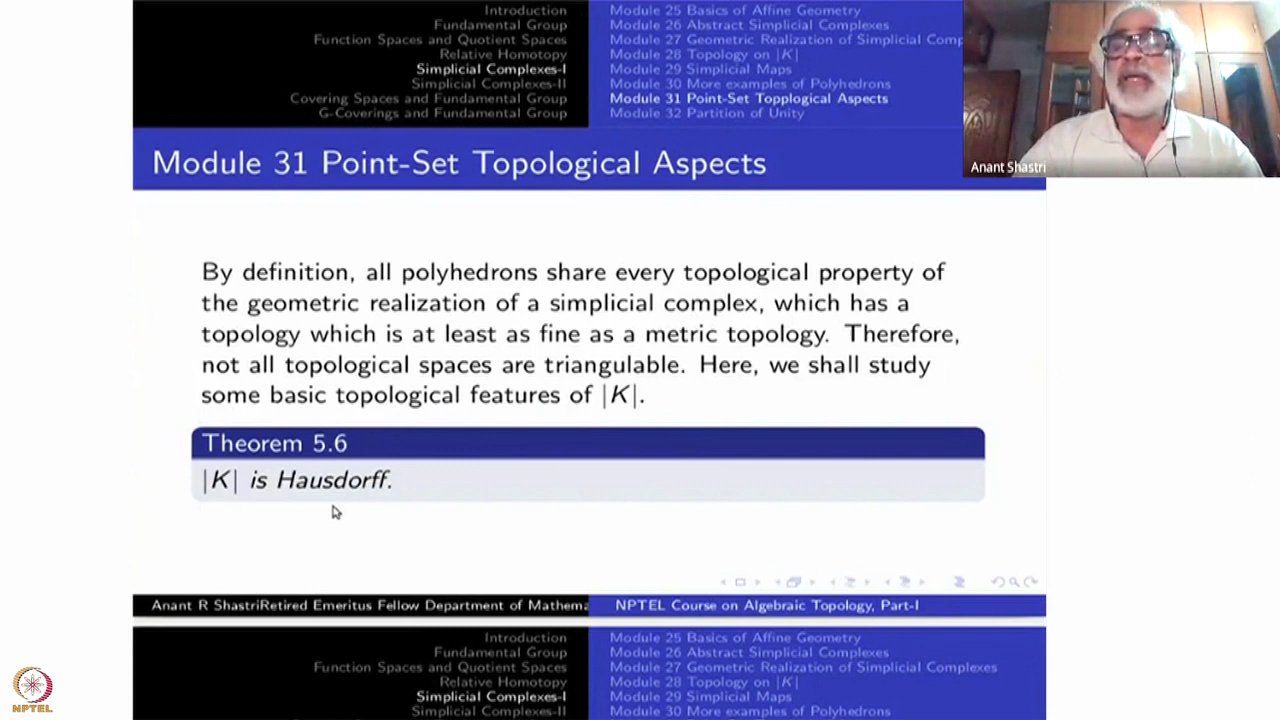 Introduction
Fundamental Group
Function Spaces and Quotient Spaces
Relative Homotopy
Simplicial Complexes-I
Simplicial Complexes-II
Covering Spaces and Fundamental Group
G-Coverings and Fundamental Group
Module 25 Basics of Affine Geometry
Module 26 Abstract Simplicial Complexes
Module 27 Geometric Realization of Simplicial Comp
Module 28 Topology on |K|
Module 29 Simplicial Maps
Module 30 More examples of Polyhedrons
Module 31 Point-Set Topplogical Aspects
Module 32 Partition of Unity
Anant Shastri
Module 31 Point-Set Topological Aspects
By definition, all polyhedrons share every topological property of
the geometric realization of a simplicial complex, which has a
topology which is at least as fine as a metric topology. Therefore,
not all topological spaces are triangulable. Here, we shall study
some basic topological features of |K|.
Theorem 5.6
|K| is Hausdorff.
Anant R ShastriRetired Emeritus Fellow Department of Mathema
NPTEL Course on Algebraic Topology, Part-I
Introduction
Fundamental Group
Function Spaces and Quotient Spaces
Relative Homotopy
Simplicial Complexes-I
Simplicial Complexes-II
Module 25 Basics of Affine Geometry
Module 26 Abstract Simplicial Complexes
Module 27 Geometric Realization of Simplicial Complexes
Module 28 Topology on |K|
Module 29 Simplicial Maps
Module 30 More examples of Polyhedrons
NPTEL